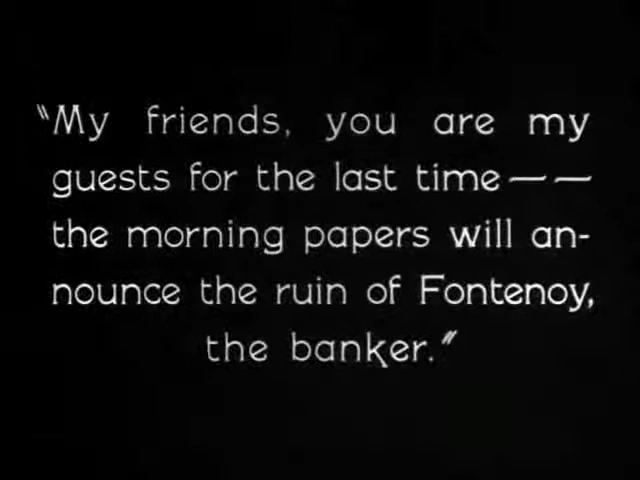 "My friends, you are my
guests for the last time — —
the morning papers will an-
nounce the ruin of Fontenoy,
the banker."